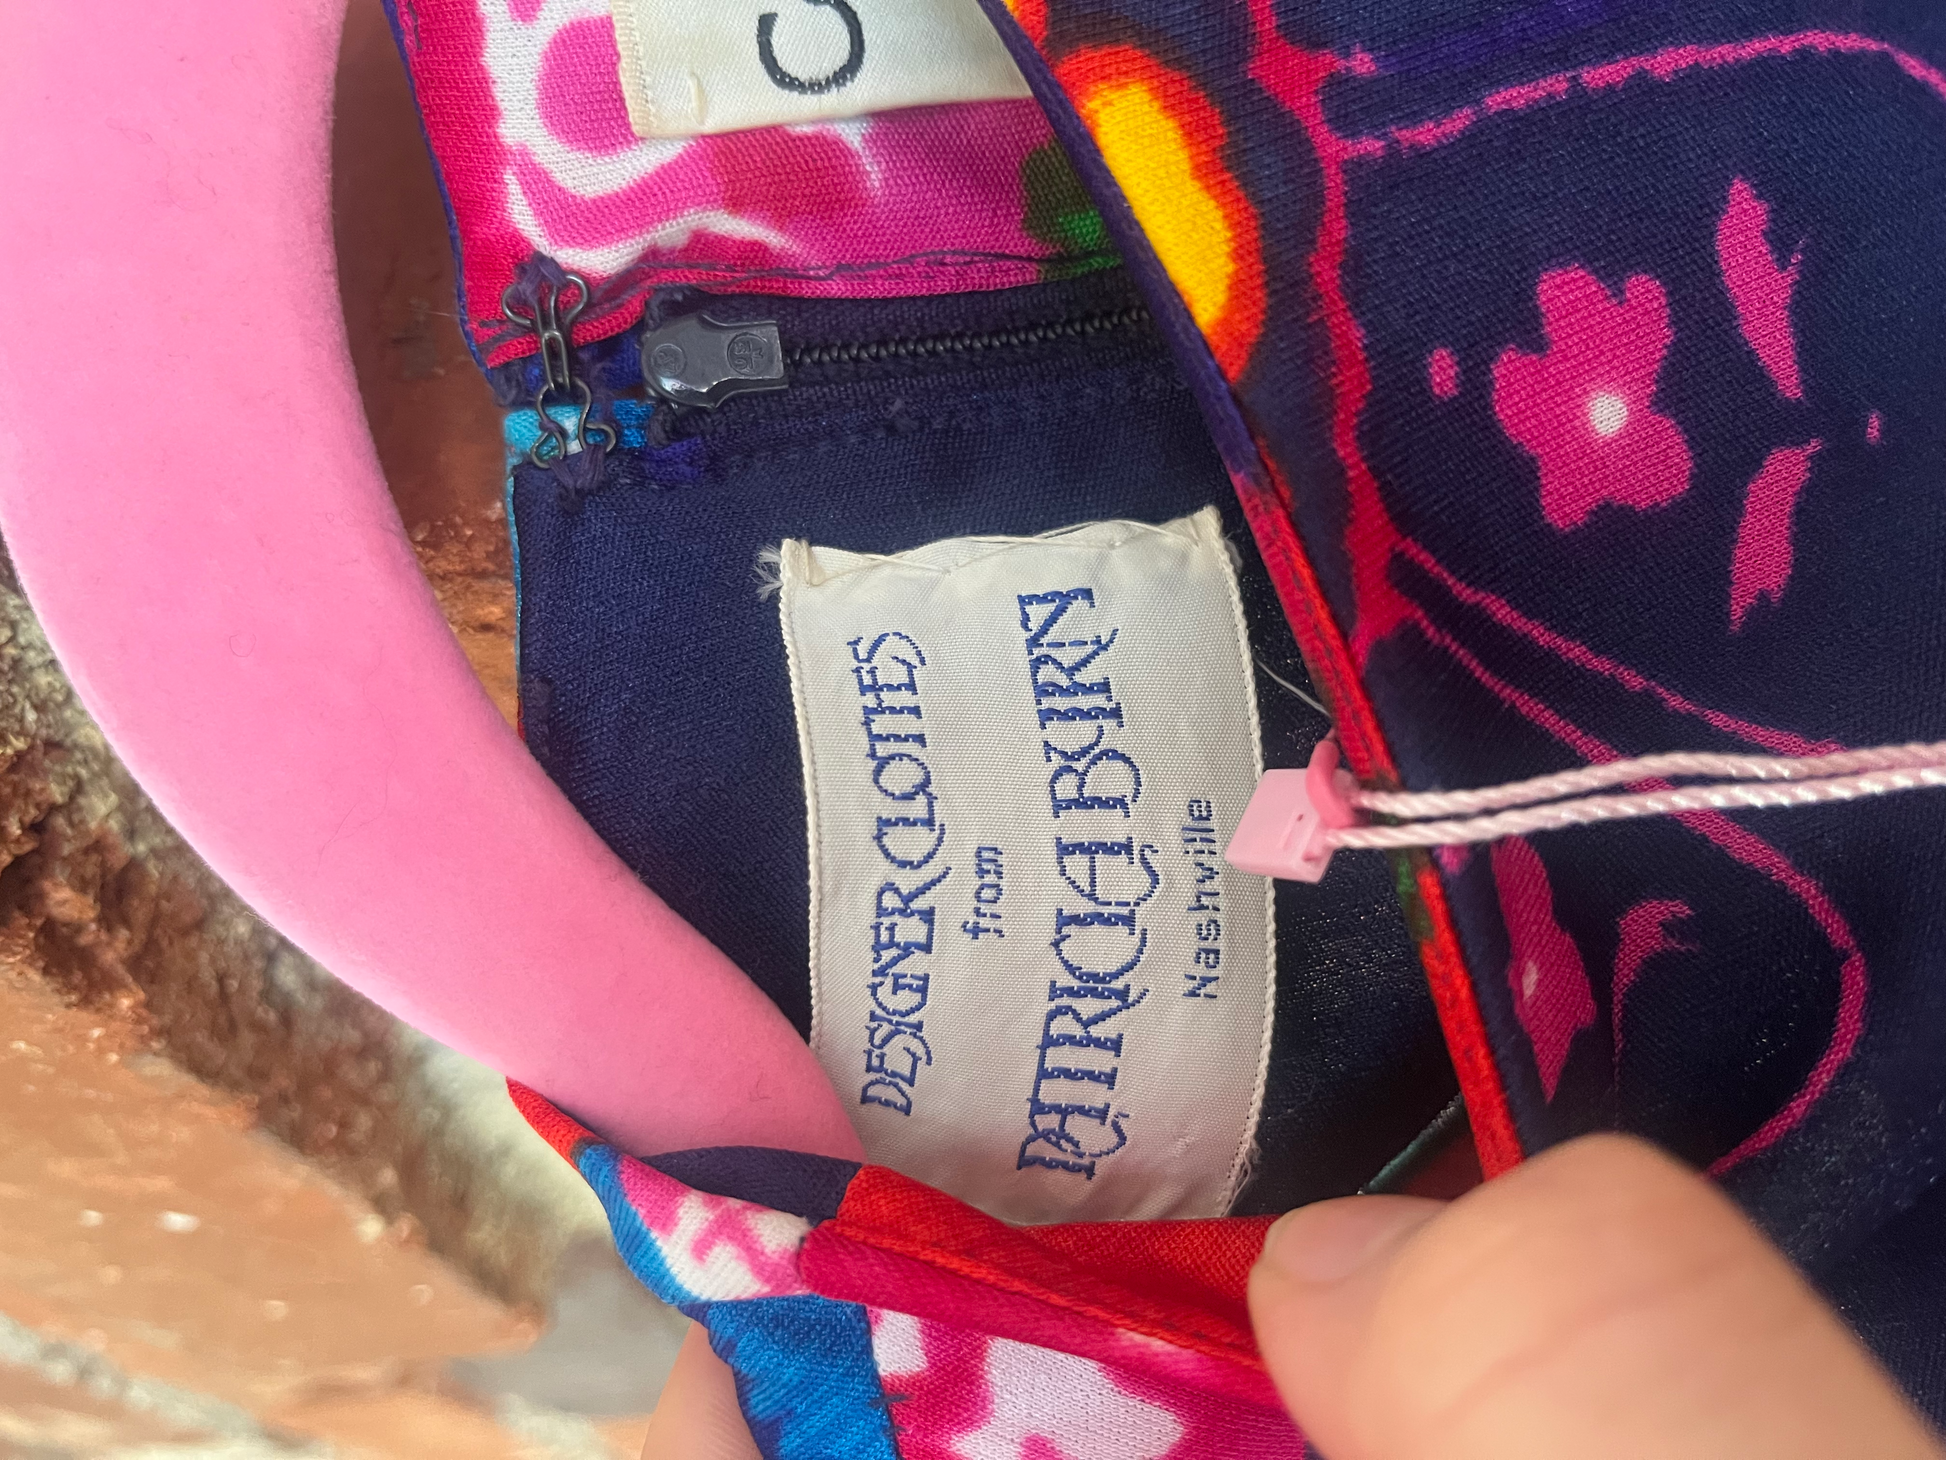 DESIGNER CLOTHES
from
PATRICIA BURN
Nashville